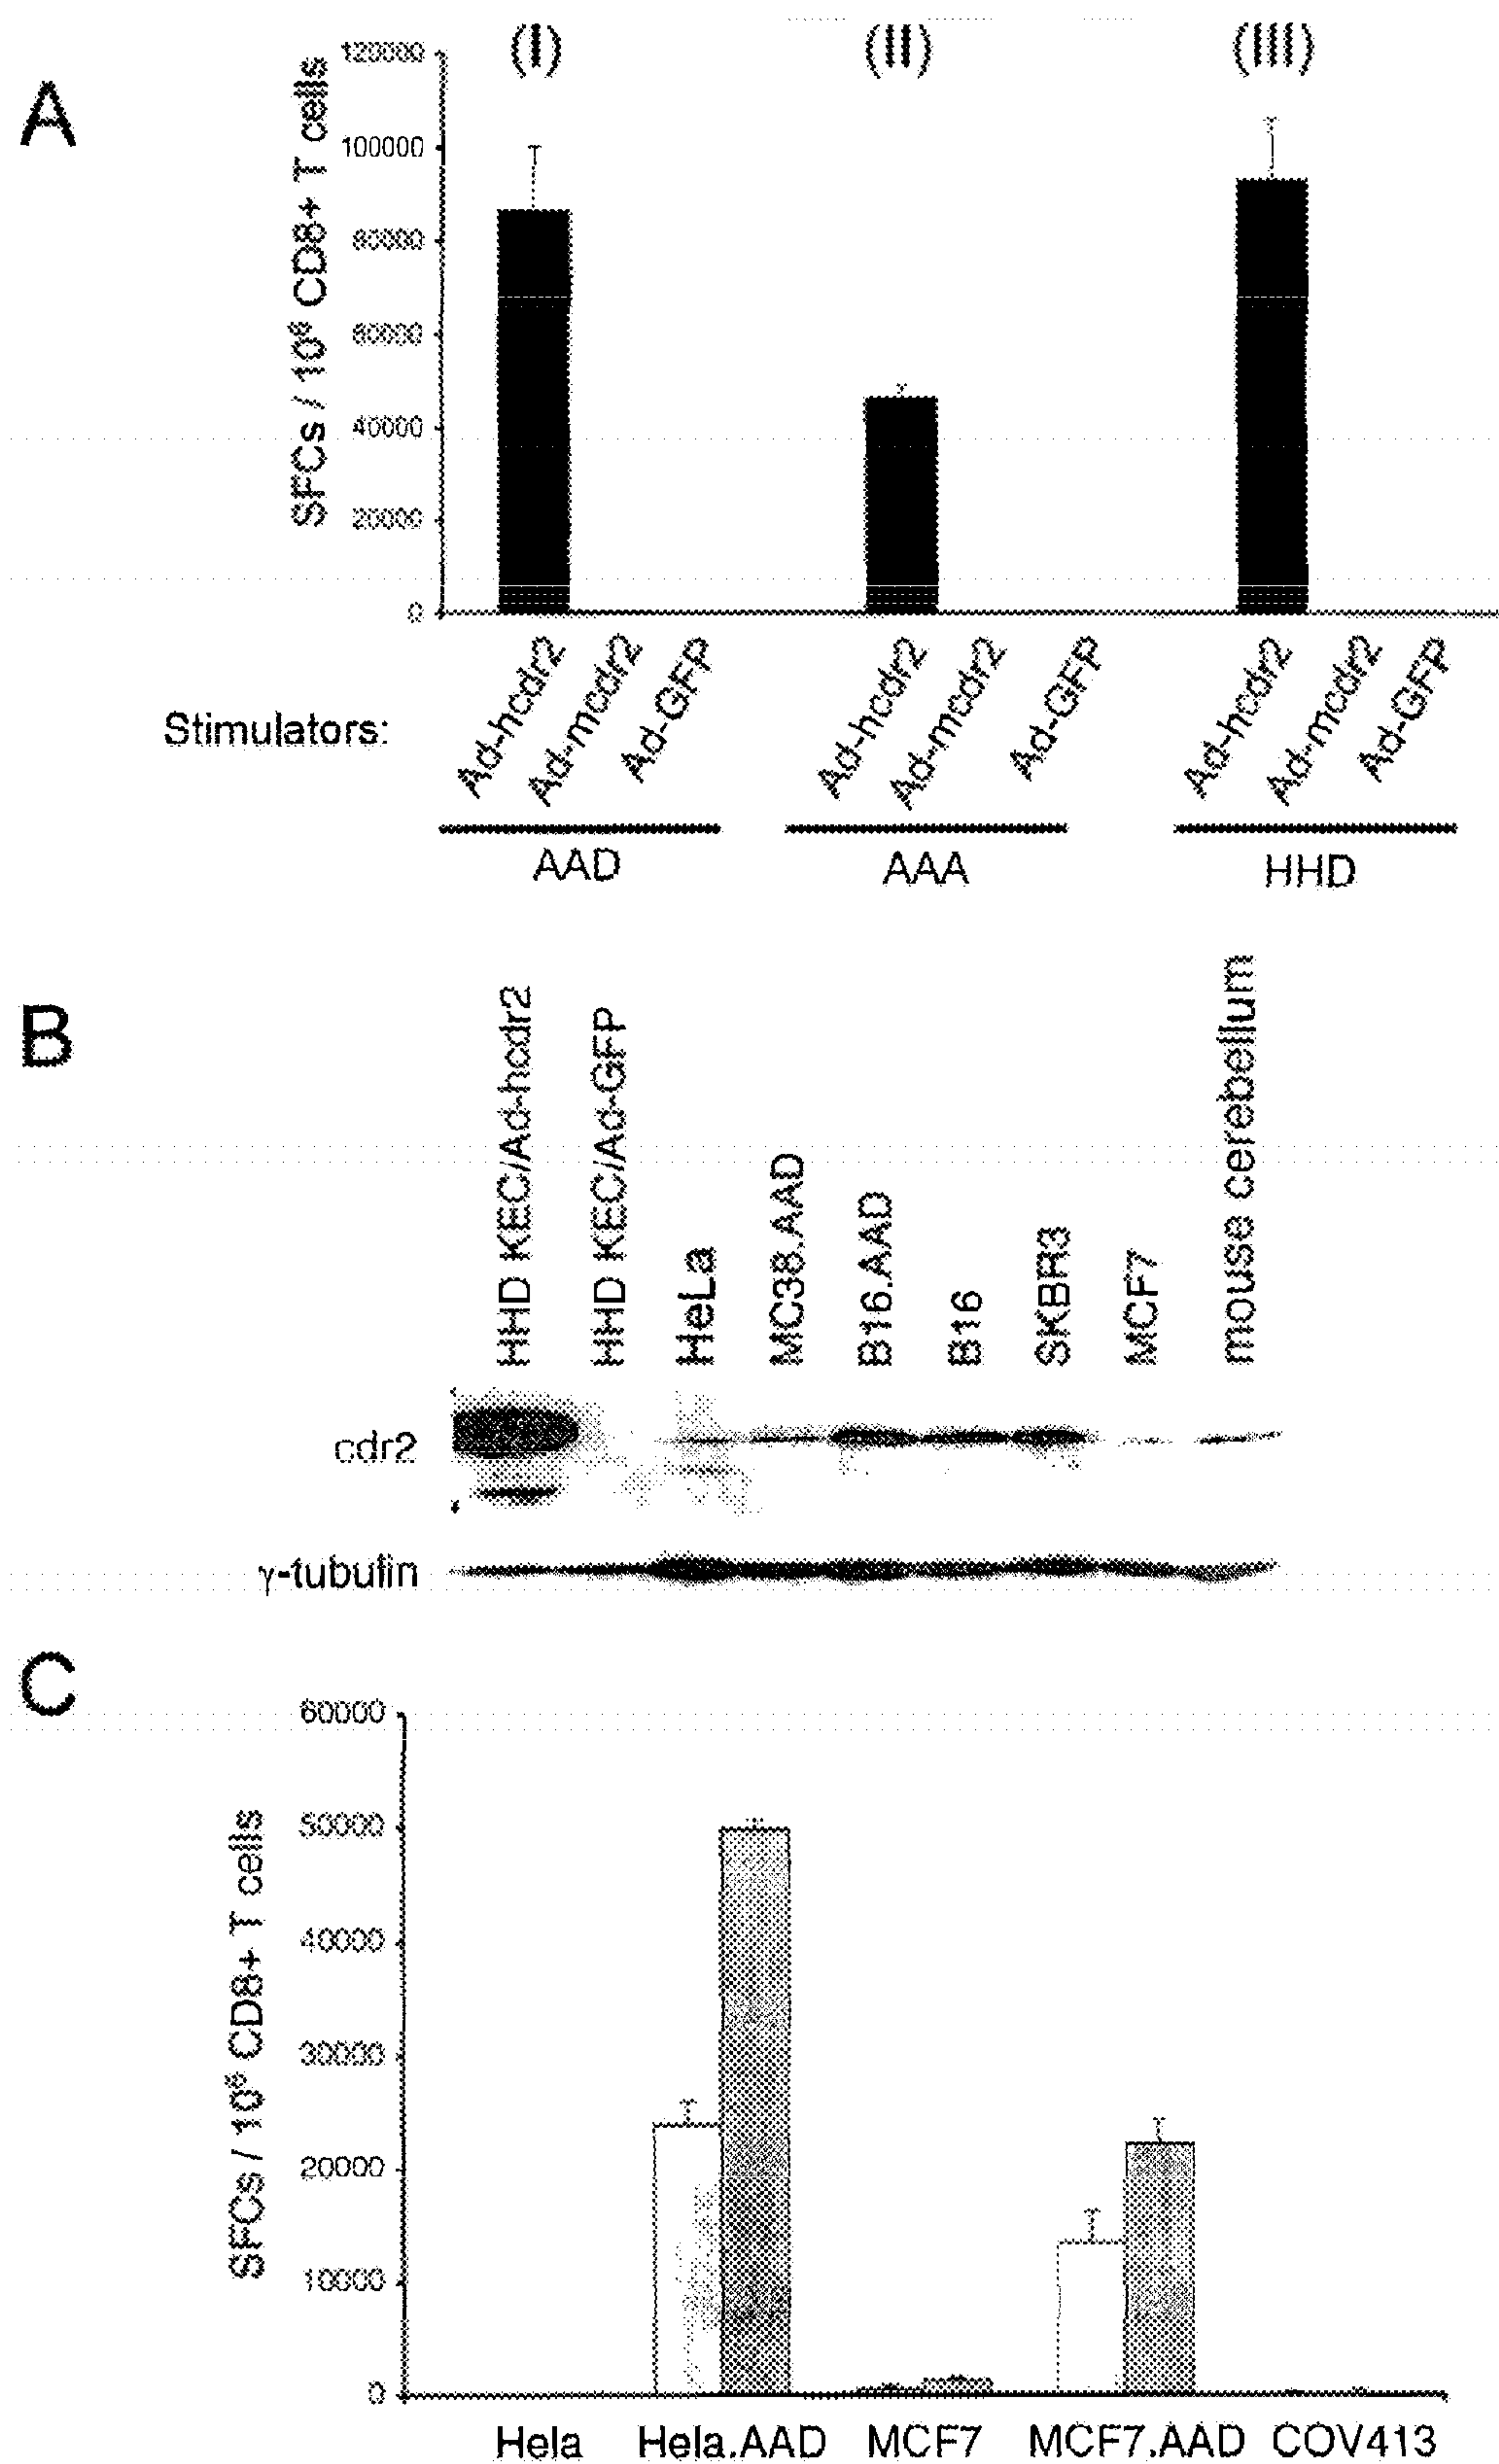 A
(I) (II) (III)
SFCs / 10⁶ CD8+ T cells
120000
100000
80000
60000
40000
20000
0
Stimulators:
Ad-hcdr2 Ad-mcdr2 Ad-GFP Ad-hcdr2 Ad-mcdr2 Ad-GFP Ad-hcdr2 Ad-mcdr2 Ad-GFP
AAD AAA HHD
B
HHD KEC/Ad-hcdr2
HHD KEC/Ad-GFP
HeLa
MC38.AAD
B16.AAD
B16
SKBR3
MCF7
mouse cerebellum
cdr2
γ-tubulin
C
SFCs / 10⁶ CD8+ T cells
60000
50000
40000
30000
20000
10000
0
Hela Hela.AAD MCF7 MCF7.AAD COV413